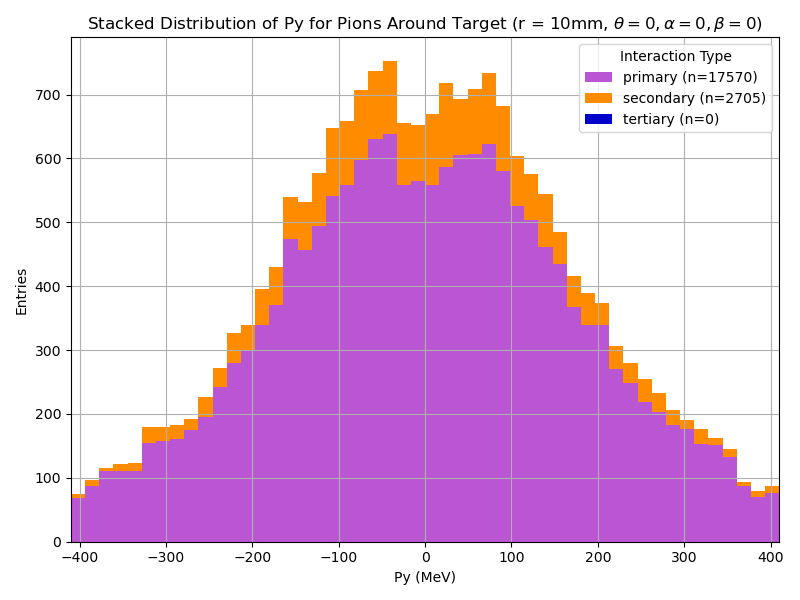 Stacked Distribution of Py for Pions Around Target (r = 10mm, θ = 0, α = 0, β = 0)
Interaction Type
primary (n=17570)
secondary (n=2705)
tertiary (n=0)
Entries
700
600
500
400
300
200
100
0
−400 −300 −200 −100 0 100 200 300 400
Py (MeV)